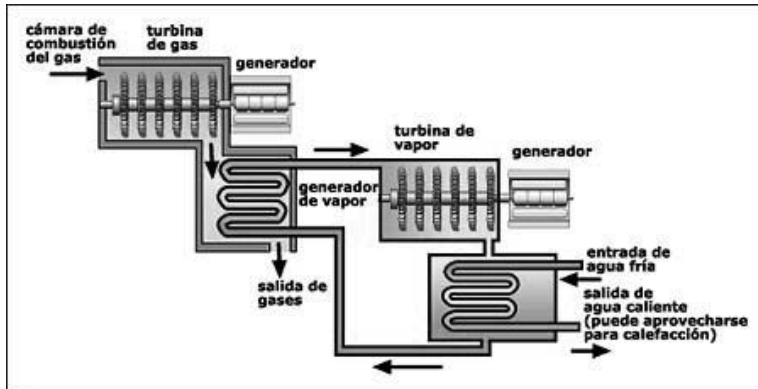 cámara de
combustión
del gas
turbina
de gas
generador
turbina de
vapor
generador
generador
de vapor
salida de
gases
entrada de
agua fría
salida de
agua caliente
(puede aprovecharse
para calefacción)